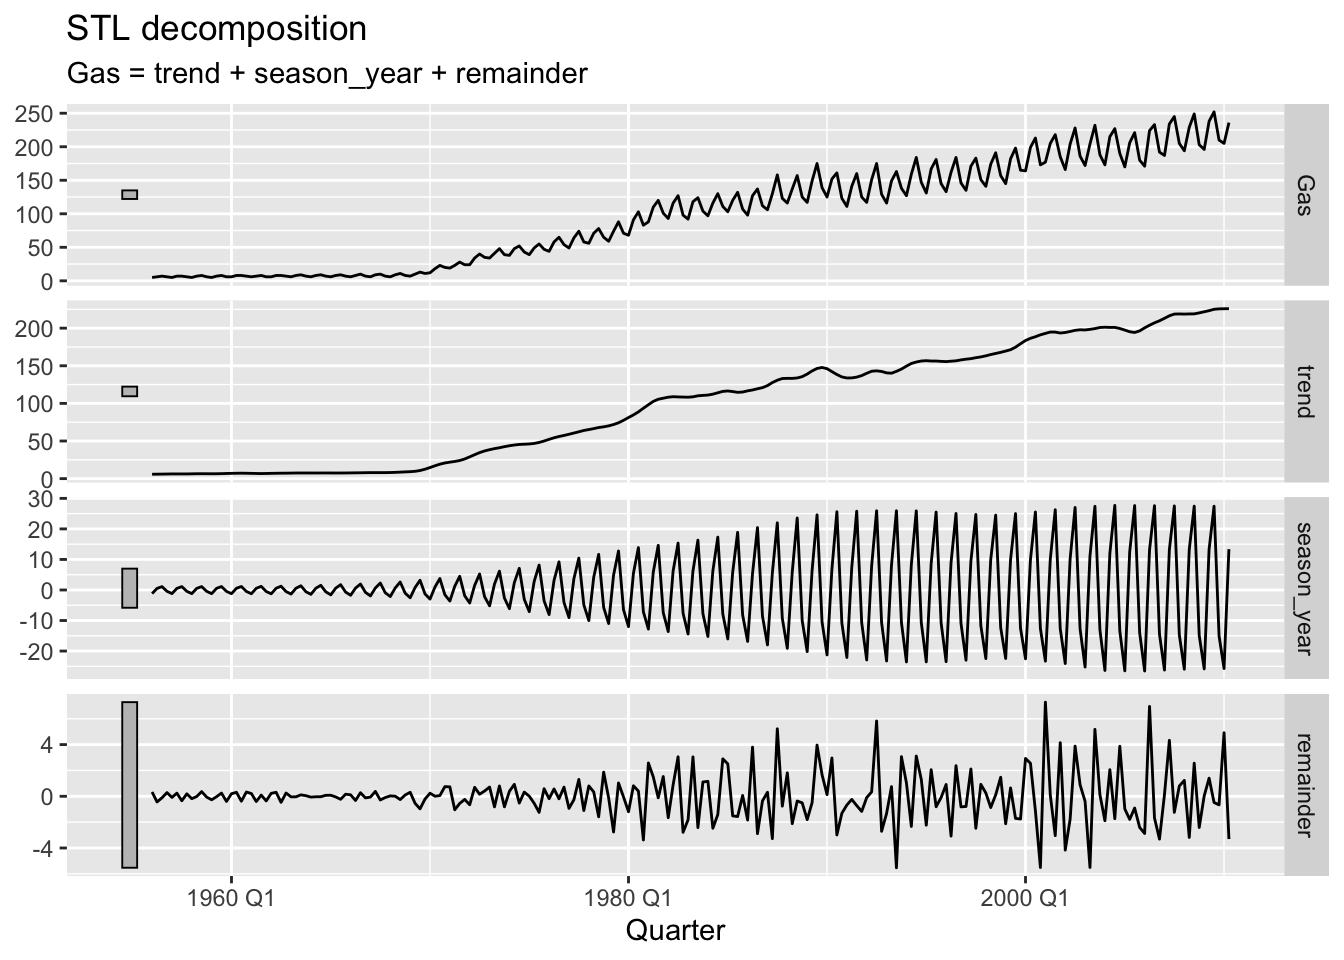 STL decomposition
Gas = trend + season_year + remainder
250
200
150
100
50
0
Gas
200
150
100
50
0
trend
30
20
10
0
-10
-20
season_year
4
0
-4
remainder
1960 Q1 1980 Q1 2000 Q1
Quarter